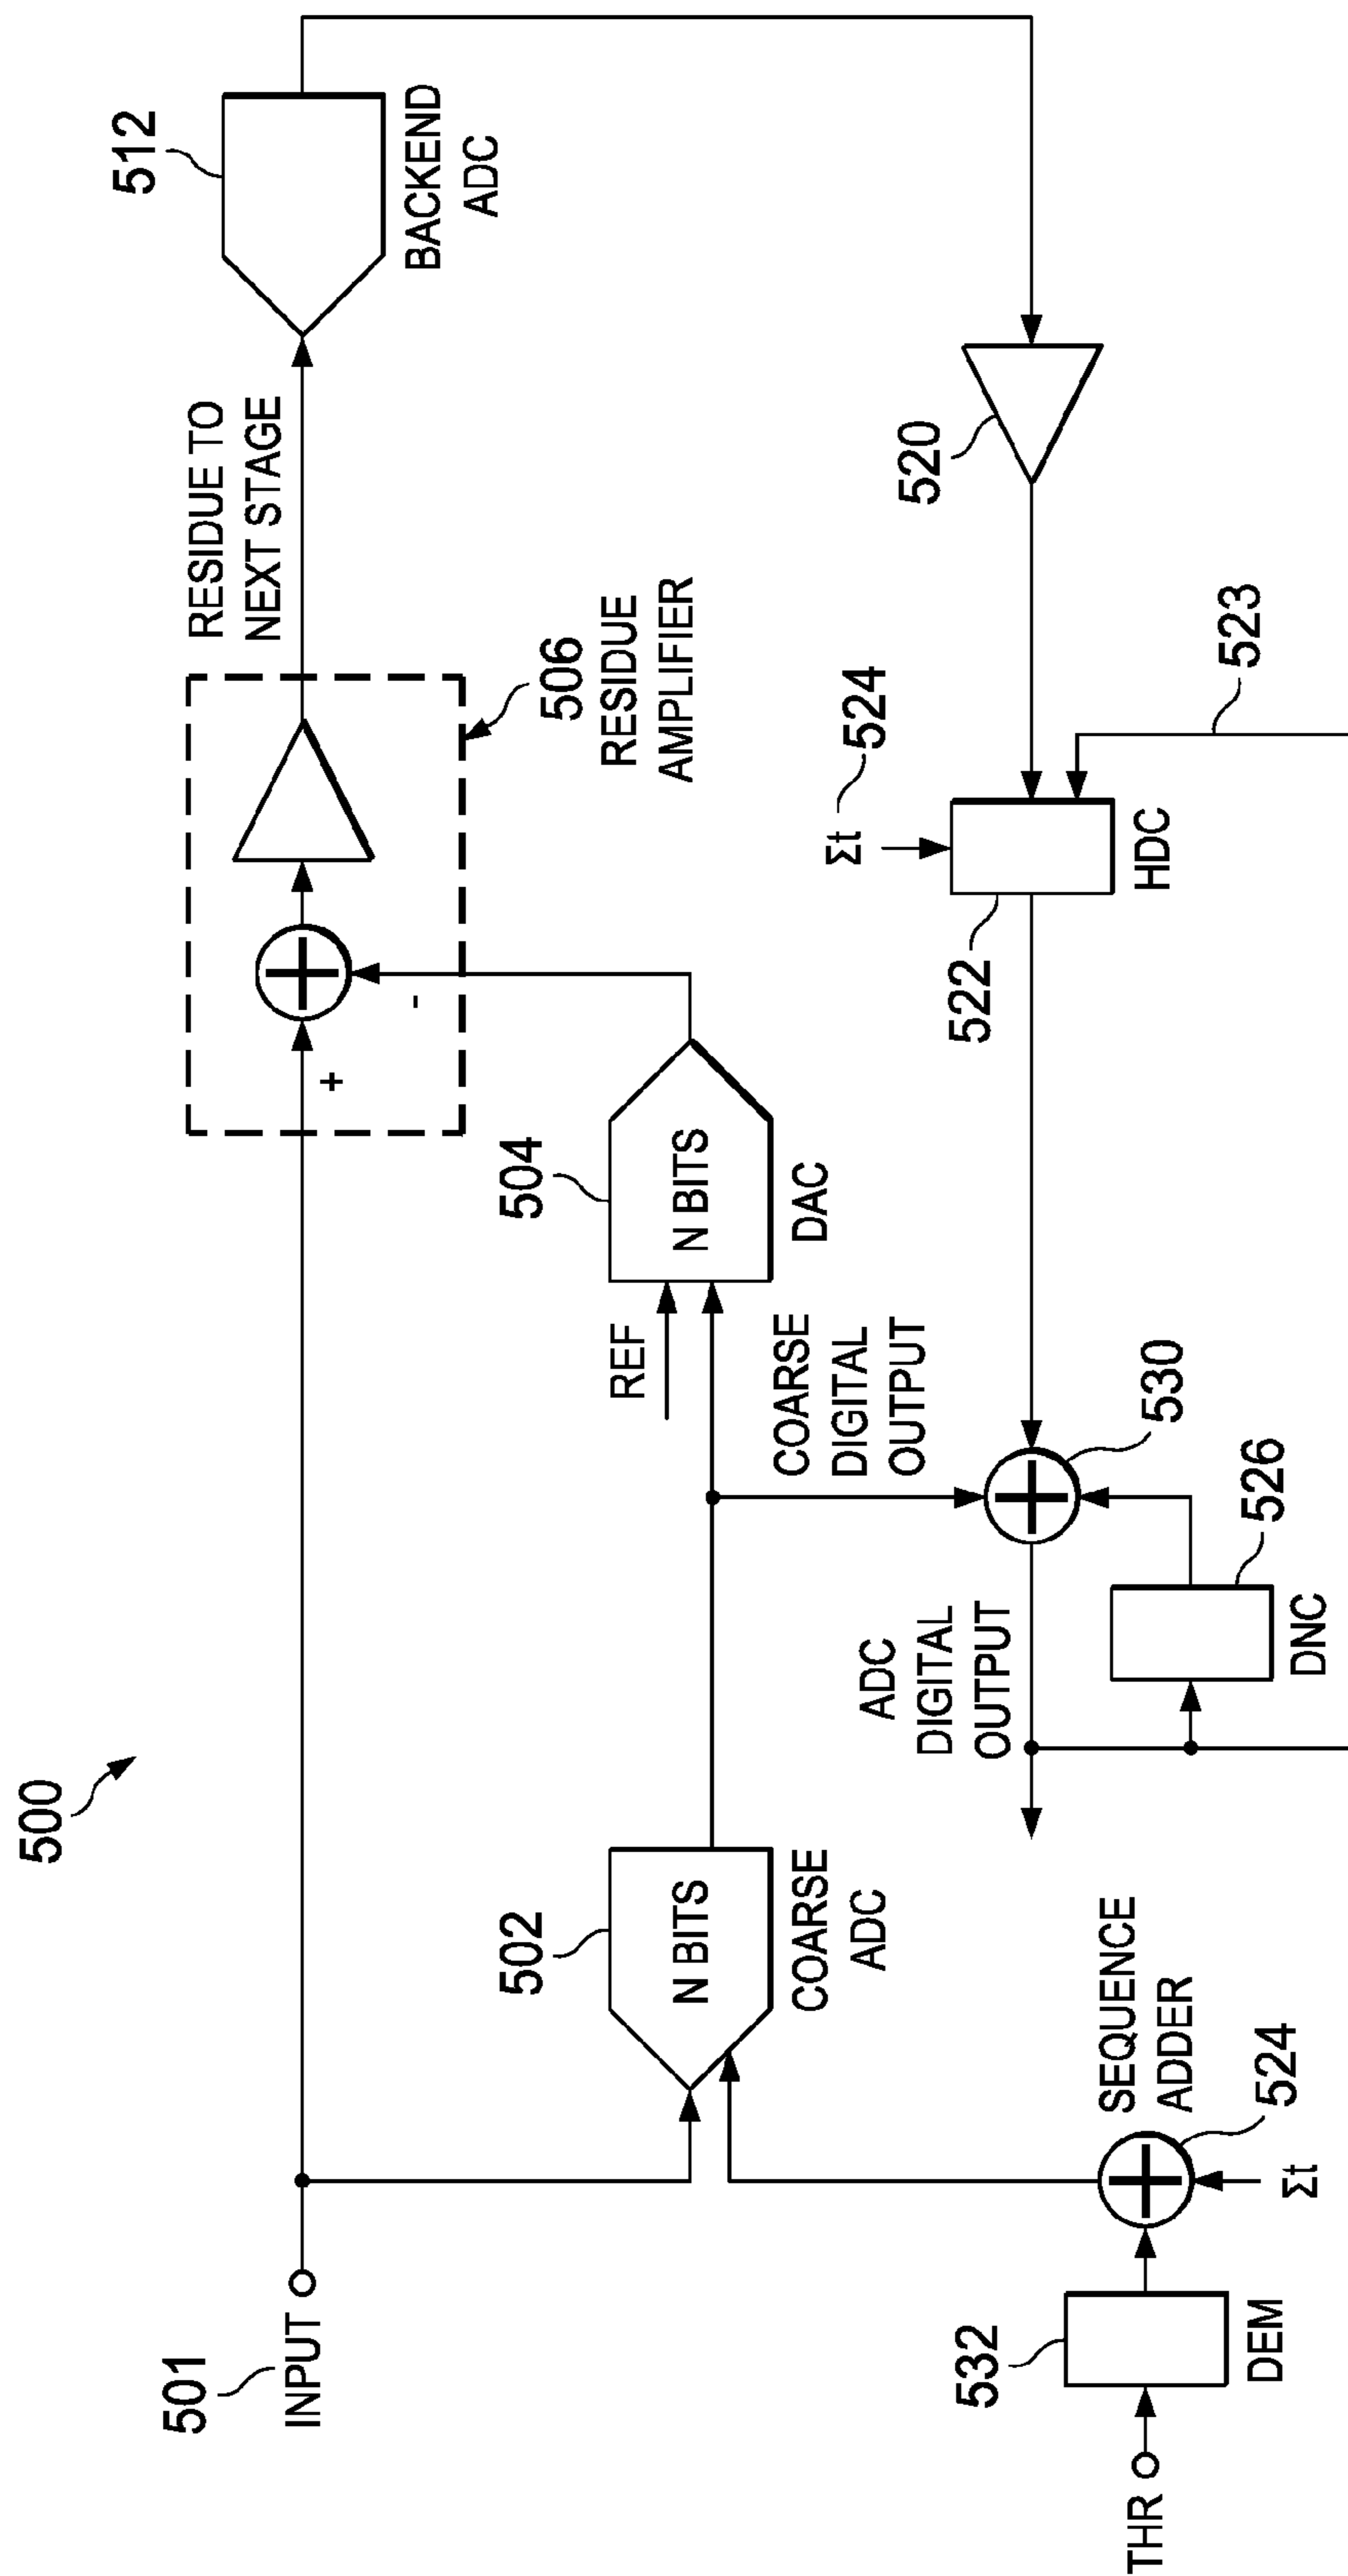 500
501
INPUT
502
N BITS
COARSE
ADC
504
N BITS
DAC
REF
+
-
506
RESIDUE
AMPLIFIER
RESIDUE TO
NEXT STAGE
512
BACKEND
ADC
COARSE
DIGITAL
OUTPUT
520
Σt
524
522
HDC
523
530
526
DNC
ADC
DIGITAL
OUTPUT
SEQUENCE
ADDER
524
Σt
532
DEM
THR